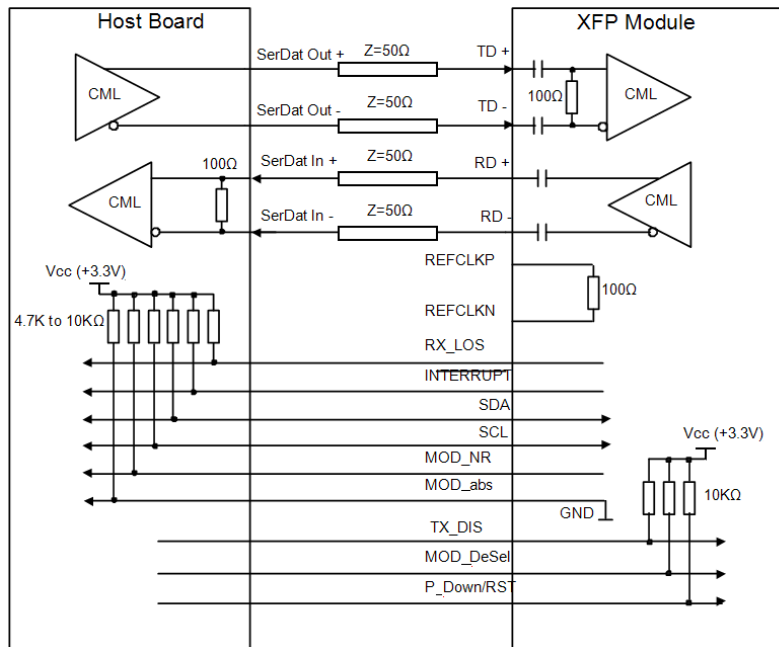 Host Board
XFP Module
SerDat Out +
Z=50Ω
TD +
CML
100Ω
CML
SerDat Out -
Z=50Ω
TD -
100Ω
SerDat In +
Z=50Ω
RD +
CML
CML
SerDat In -
Z=50Ω
RD -
REFCLKP
Vcc (+3.3V)
100Ω
REFCLKN
4.7K to 10KΩ
RX_LOS
INTERRUPT
SDA
SCL
Vcc (+3.3V)
MOD_NR
MOD_abs
10KΩ
GND
TX_DIS
MOD_DeSel
P_Down/RST